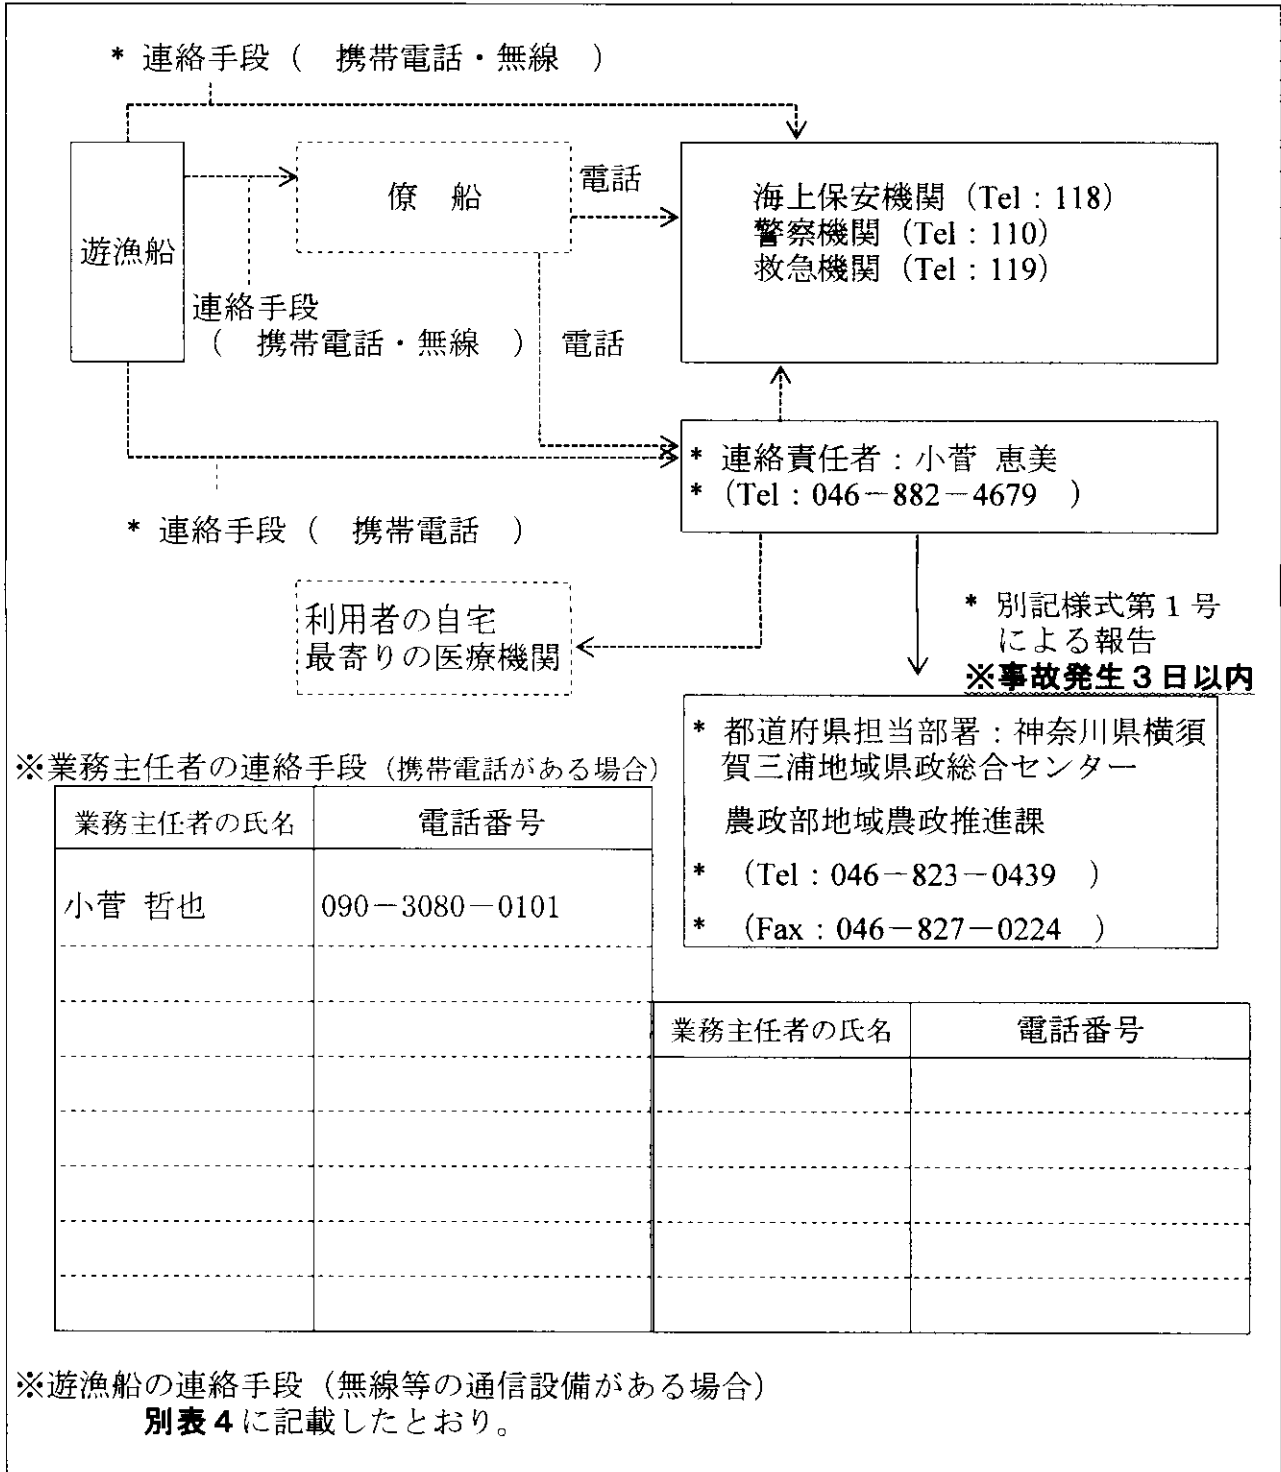 * 連絡手段（ 携帯電話・無線 ）
遊漁船
僚 船
電話
海上保安機関（Tel：118）
警察機関（Tel：110）
救急機関（Tel：119）
連絡手段
（ 携帯電話・無線 ）
電話
* 連絡責任者：小菅 恵美
*（Tel：046－882－4679 ）
* 連絡手段（ 携帯電話 ）
利用者の自宅
最寄りの医療機関
* 別記様式第１号
による報告
※事故発生３日以内
* 都道府県担当部署：神奈川県横須
賀三浦地域県政総合センター
農政部地域農政推進課
* （Tel：046－823－0439 ）
* （Fax：046－827－0224 ）
※業務主任者の連絡手段（携帯電話がある場合）
業務主任者の氏名 電話番号
小菅 哲也 090－3080－0101
業務主任者の氏名 電話番号
※遊漁船の連絡手段（無線等の通信設備がある場合）
別表４に記載したとおり。